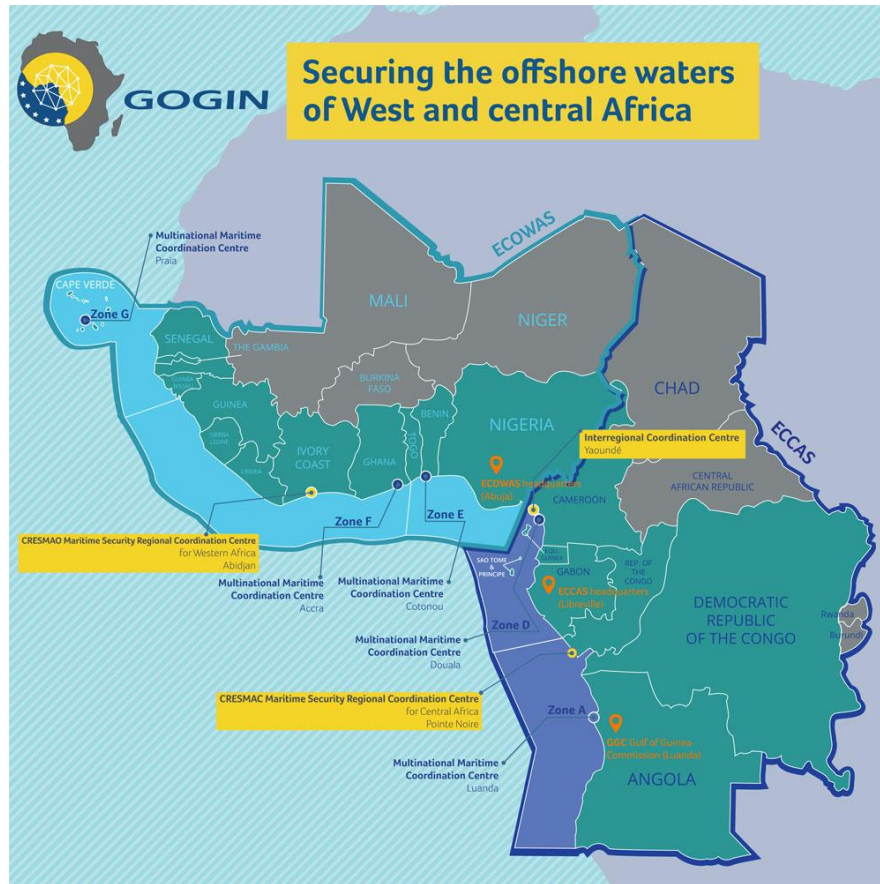 GOGIN
Securing the offshore waters
of West and central Africa
ECOWAS
Multinational Maritime
Coordination Centre
Praia
CAPE VERDE
Zone G
MALI
NIGER
CHAD
SENEGAL
THE GAMBIA
BURKINA
FASO
GUINEA
BISSAU
GUINEA
BENIN
NIGERIA
ECCAS
SIERRA
LEONE
IVORY
COAST
GHANA
TOGO
LIBERIA
Interregional Coordination Centre
Yaoundé
CENTRAL
AFRICAN REPUBLIC
ECOWAS headquarters
(Abuja)
CAMEROON
Zone F
Zone E
CRESMAO Maritime Security Regional Coordination Centre
for Western Africa
Abidjan
Multinational Maritime
Coordination Centre
Accra
Multinational Maritime
Coordination Centre
Cotonou
SAO TOME
&
PRINCIPE
EQU.
GUINEA
GABON
REP. OF
THE
CONGO
ECCAS headquarters
(Libreville)
DEMOCRATIC
REPUBLIC
OF THE CONGO
Rwanda
Burundi
Zone D
Multinational Maritime
Coordination Centre
Douala
CRESMAC Maritime Security Regional Coordination Centre
for Central Africa
Pointe Noire
Zone A
GGC Gulf of Guinea
Commission (Luanda)
Multinational Maritime
Coordination Centre
Luanda
ANGOLA